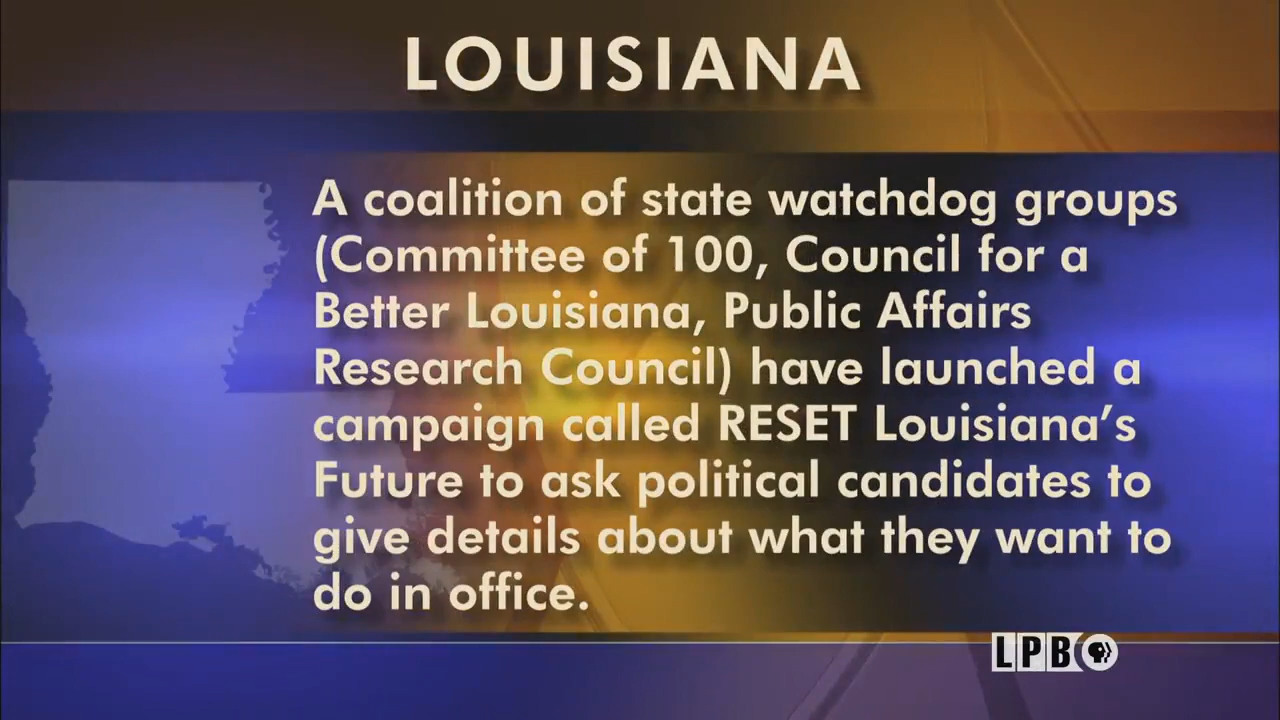 LOUISIANA
A coalition of state watchdog groups
(Committee of 100, Council for a
Better Louisiana, Public Affairs
Research Council) have launched a
campaign called RESET Louisiana’s
Future to ask political candidates to
give details about what they want to
do in office.
LPB